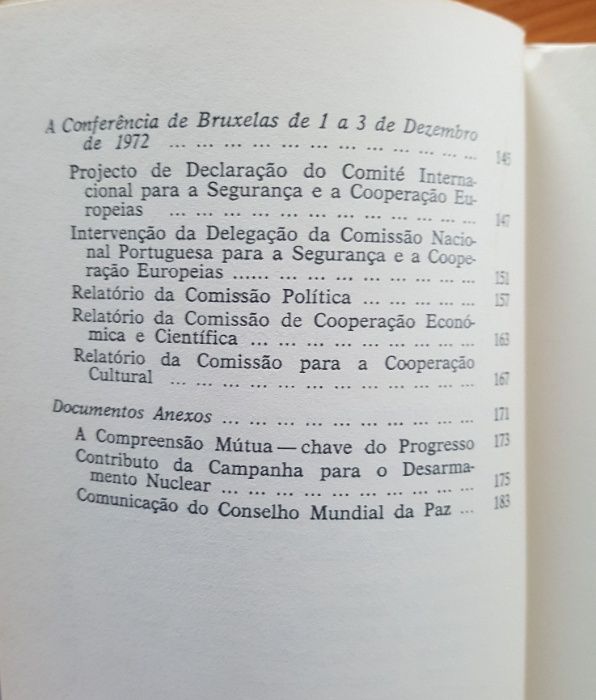 A Conferência de Bruxelas de 1 a 3 de Dezembro
de 1972 ... ... ... ... ... ... ... ... ... ... ... 145
Projecto de Declaração do Comité Interna-
cional para a Segurança e a Cooperação Eu-
ropeias ... ... ... ... ... ... ... ... ... ... ... 147
Intervenção da Delegação da Comissão Nacio-
nal Portuguesa para a Segurança e a Coope-
ração Europeias ...... ... ... ... ... ... ... ... ... 151
Relatório da Comissão Política ... ... ... ... 157
Relatório da Comissão de Cooperação Econó-
mica e Científica ... ... ... ... ... ... ... ... 163
Relatório da Comissão para a Cooperação
Cultural ... ... ... ... ... ... ... ... ... ... ... 167
Documentos Anexos ... ... ... ... ... ... ... ... ... 171
A Compreensão Mútua — chave do Progresso 173
Contributo da Campanha para o Desarma-
mento Nuclear ... ... ... ... ... ... ... ... ... 175
Comunicação do Conselho Mundial da Paz ... 183